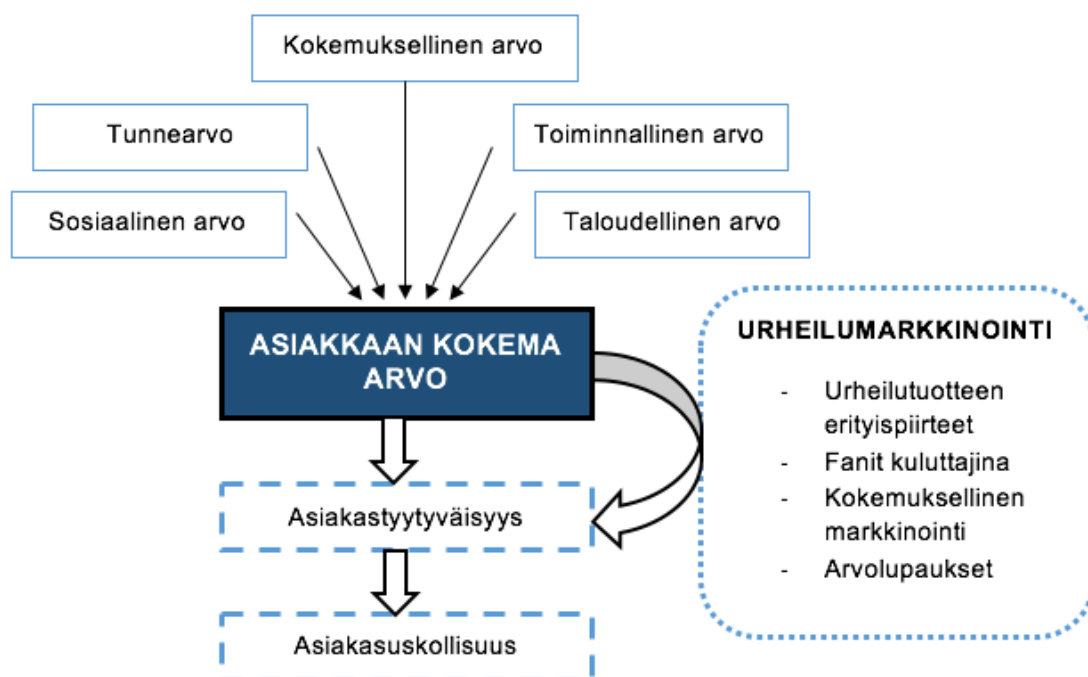 Kokemuksellinen arvo
Tunnearvo
Toiminnallinen arvo
Sosiaalinen arvo
Taloudellinen arvo
ASIAKKAAN KOKEMA
ARVO
URHEILUMARKKINOINTI
- Urheilutuotteen
erityispiirteet
- Fanit kuluttajina
- Kokemuksellinen
markkinointi
- Arvolupaukset
Asiakastyytyväisyys
Asiakasuskollisuus